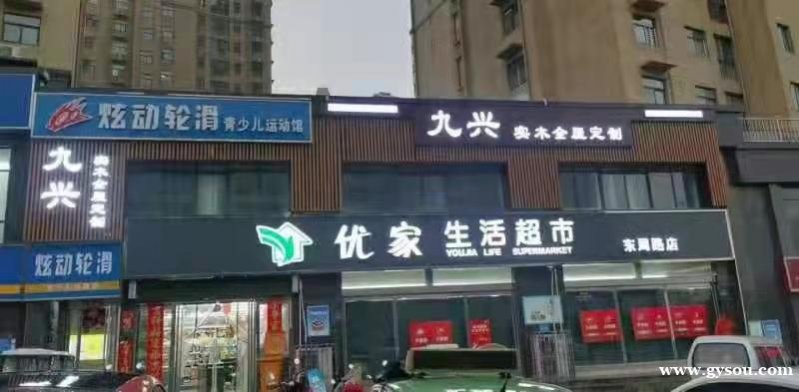 炫动轮滑 青少儿运动馆
九兴 实木全屋定制
九兴
实木全屋定制
优家 生活超市
YOUJIA LIFE SUPERMARKET
东周路店
炫动轮滑
www.gysou.com